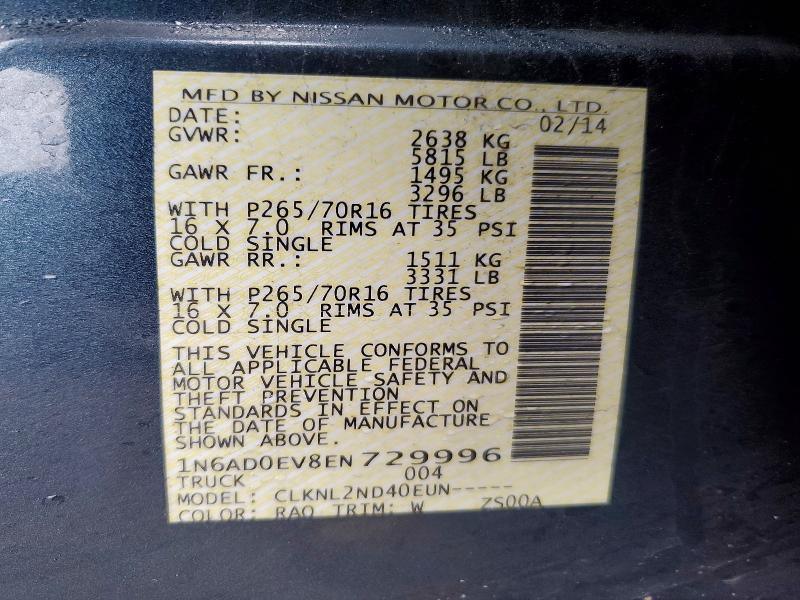 MFD BY NISSAN MOTOR CO., LTD.
DATE: 02/14
GVWR: 2638 KG
5815 LB
GAWR FR.: 1495 KG
3296 LB
WITH P265/70R16 TIRES
16 X 7.0 RIMS AT 35 PSI
COLD SINGLE
GAWR RR.: 1511 KG
3331 LB
WITH P265/70R16 TIRES
16 X 7.0 RIMS AT 35 PSI
COLD SINGLE
THIS VEHICLE CONFORMS TO
ALL APPLICABLE FEDERAL
MOTOR VEHICLE SAFETY AND
THEFT PREVENTION
STANDARDS IN EFFECT ON
THE DATE OF MANUFACTURE
SHOWN ABOVE.
1N6AD0EV8EN 729996
TRUCK 004
MODEL: CLKNL2ND40EUN-----
COLOR: RAQ TRIM: W ZS00A